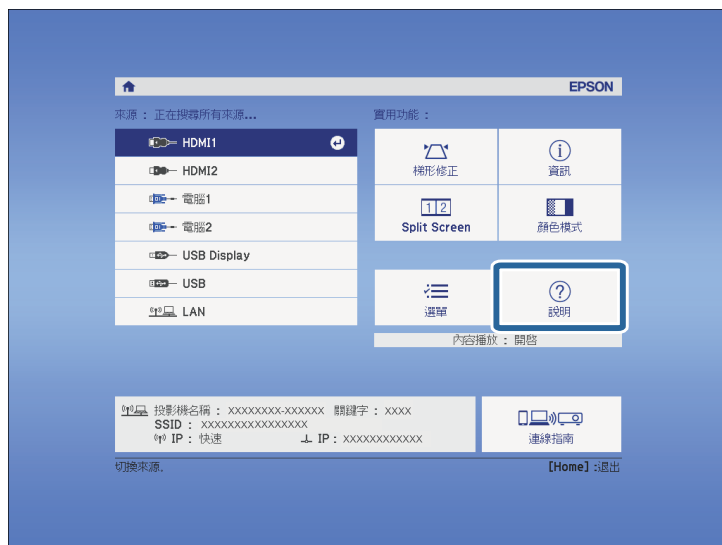 EPSON
來源：正在搜尋所有來源...
HDMI1
HDMI2
電腦1
電腦2
USB Display
USB
LAN
實用功能：
梯形修正
資訊
1 2
Split Screen
顏色模式
選單
?
說明
內容播放：開啓
投影機名稱：XXXXXXXX-XXXXXX 關鍵字：XXXX
SSID：XXXXXXXXXXXXXXXX
IP：快速 IP：XXXXXXXXXXXX
連線指南
切換來源.
[Home] :退出